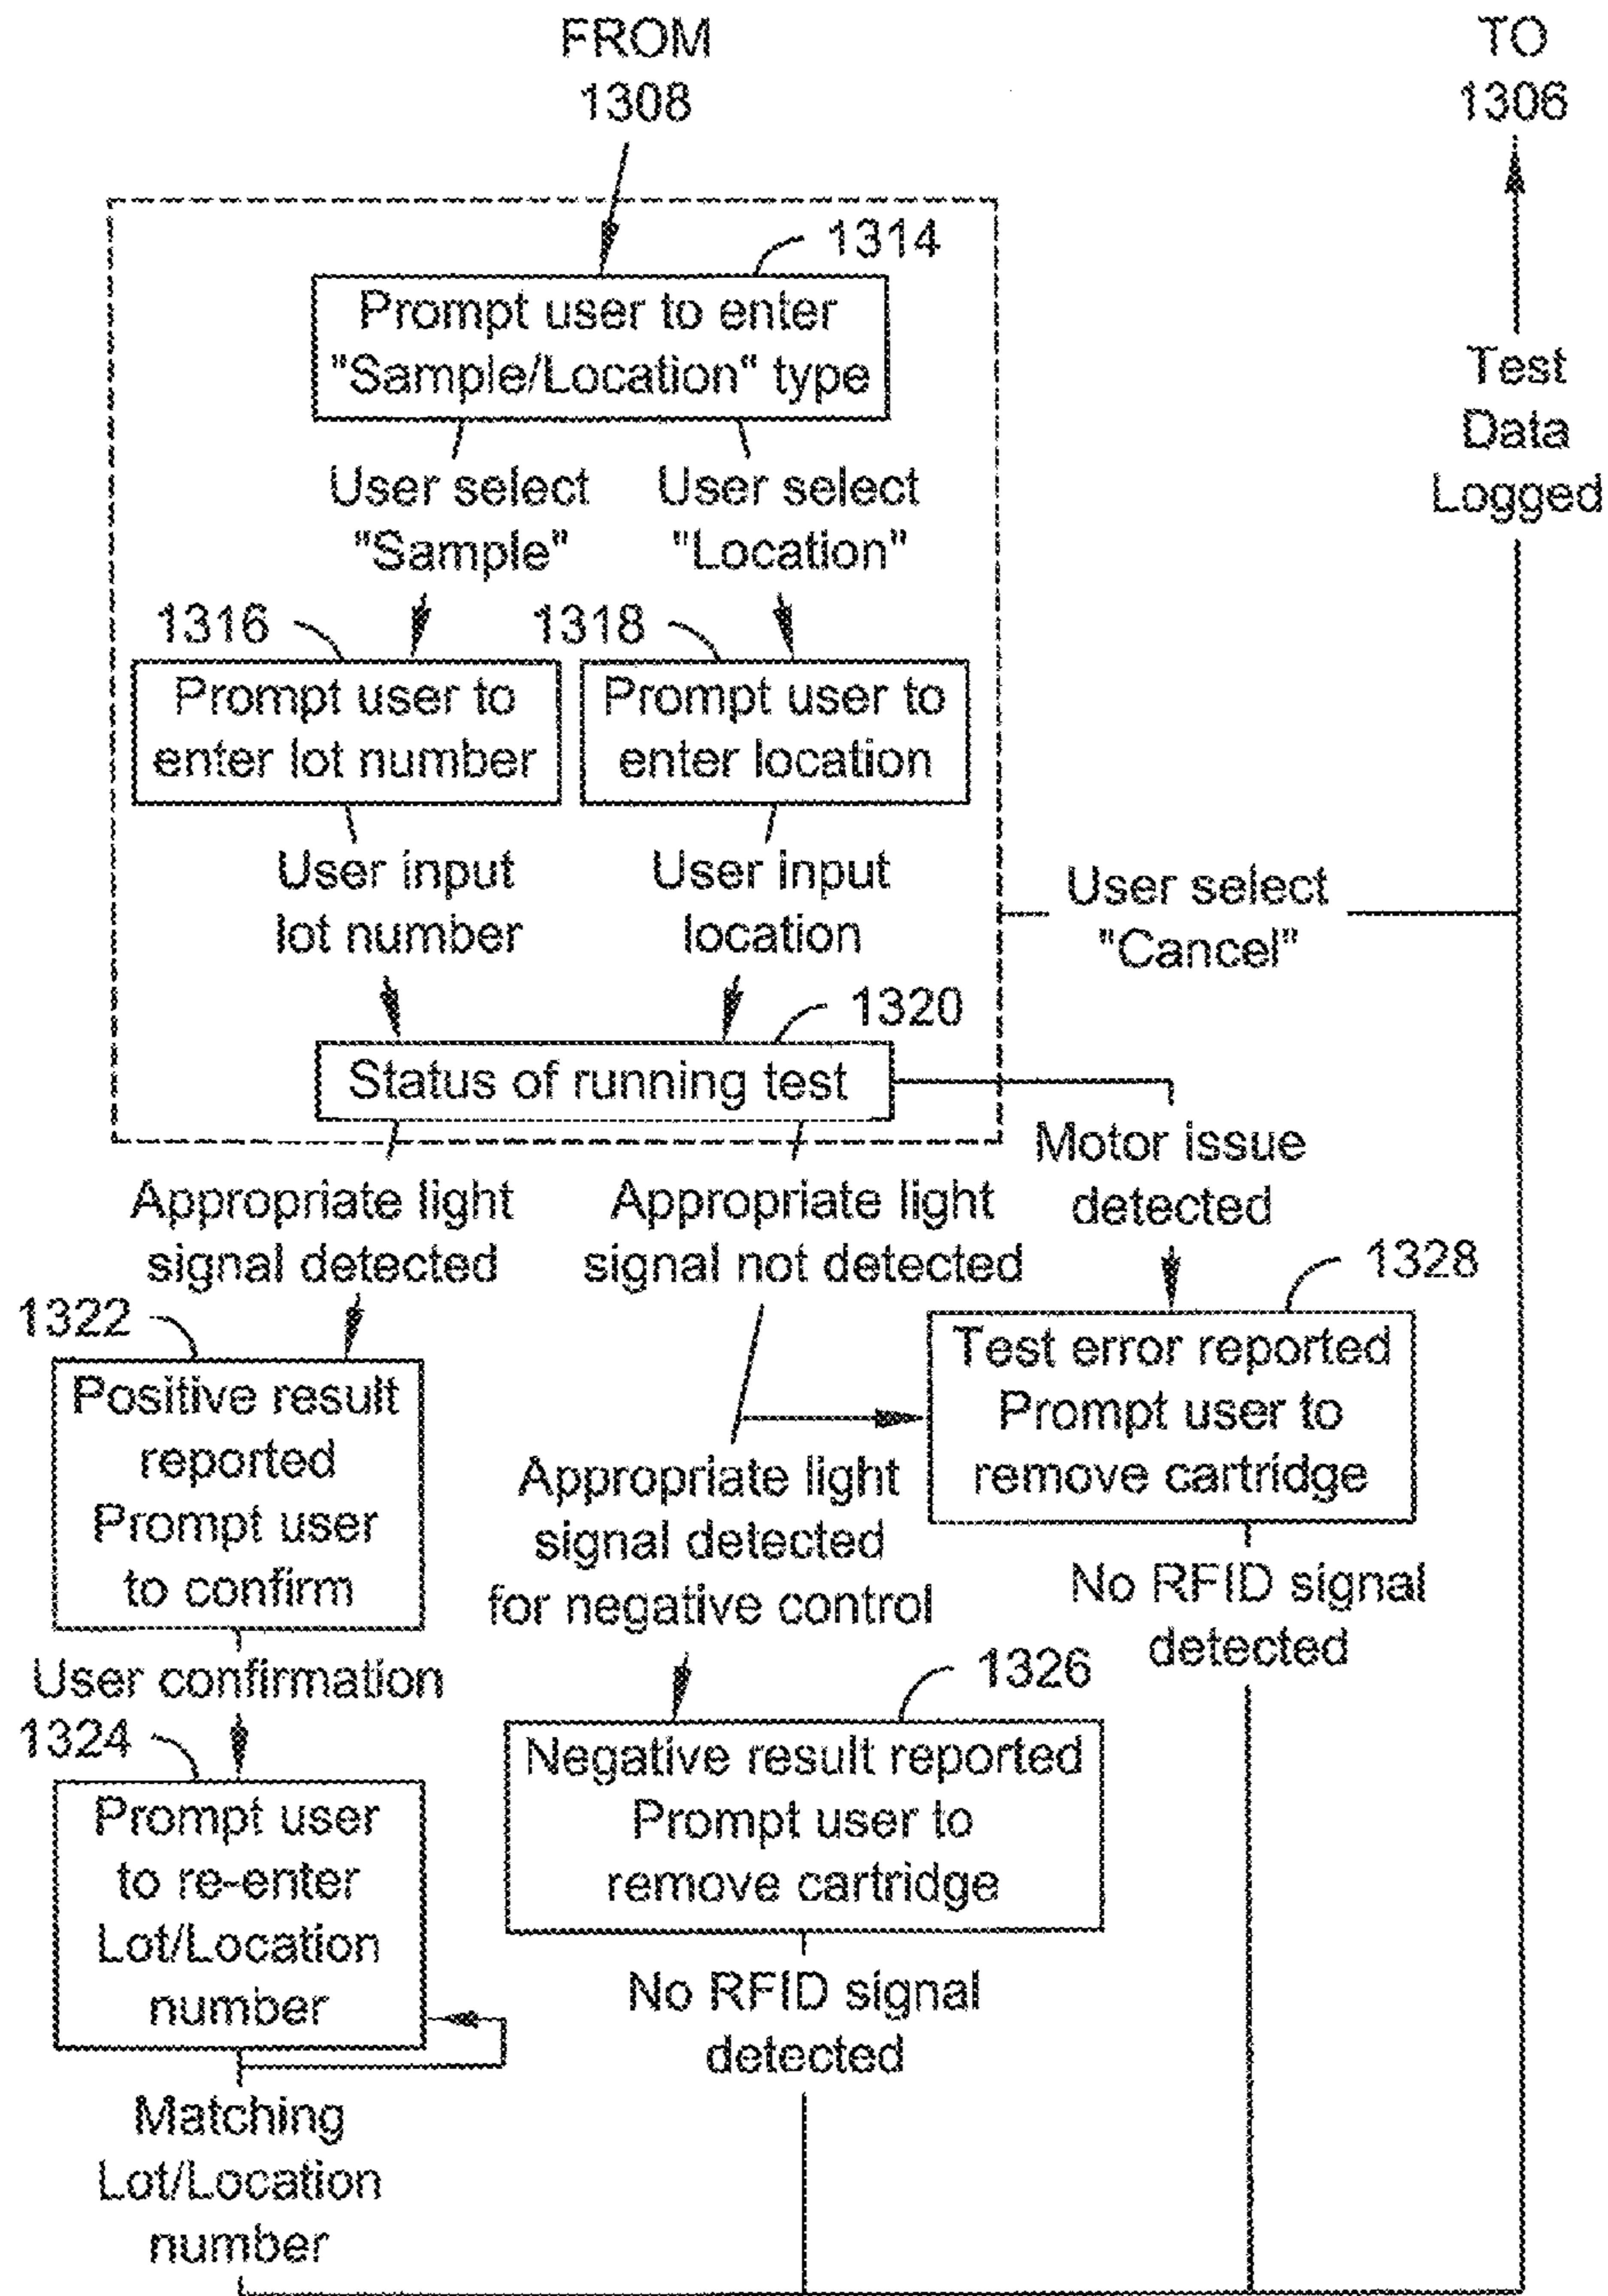 FROM
1308
TO
1306
1314
Prompt user to enter
"Sample/Location" type
Test
Data
Logged
User select
"Sample"
User select
"Location"
1316
1318
Prompt user to
enter lot number
Prompt user to
enter location
User input
lot number
User input
location
User select
"Cancel"
1320
Status of running test
Motor issue
detected
Appropriate light
signal detected
Appropriate light
signal not detected
1328
1322
Test error reported
Prompt user to
remove cartridge
Positive result
reported
Prompt user
to confirm
Appropriate light
signal detected
for negative control
No RFID signal
detected
User confirmation
1326
1324
Negative result reported
Prompt user to
remove cartridge
Prompt user
to re-enter
Lot/Location
number
No RFID signal
detected
Matching
Lot/Location
number